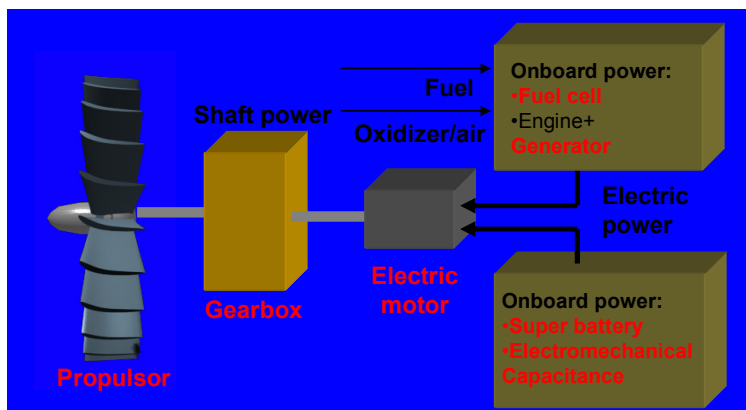 Onboard power:
•Fuel cell
•Engine+
Generator
Fuel
Shaft power
Oxidizer/air
Electric
power
Electric
motor
Gearbox
Propulsor
Onboard power:
•Super battery
•Electromechanical
Capacitance